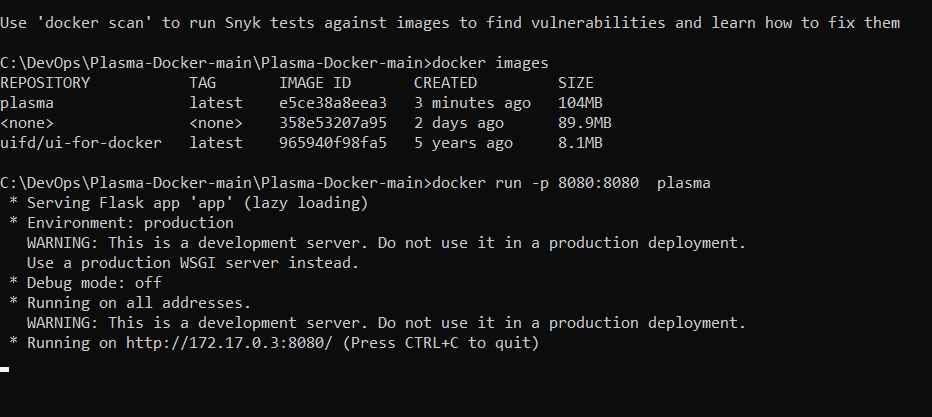 Use 'docker scan' to run Snyk tests against images to find vulnerabilities and learn how to fix them
C:\DevOps\Plasma-Docker-main\Plasma-Docker-main>docker images
REPOSITORY TAG IMAGE ID CREATED SIZE
plasma latest e5ce38a8eea3 3 minutes ago 104MB
<none> <none> 358e53207a95 2 days ago 89.9MB
uifd/ui-for-docker latest 965940f98fa5 5 years ago 8.1MB
C:\DevOps\Plasma-Docker-main\Plasma-Docker-main>docker run -p 8080:8080  plasma
* Serving Flask app 'app' (lazy loading)
* Environment: production
WARNING: This is a development server. Do not use it in a production deployment.
Use a production WSGI server instead.
* Debug mode: off
* Running on all addresses.
WARNING: This is a development server. Do not use it in a production deployment.
* Running on http://172.17.0.3:8080/ (Press CTRL+C to quit)